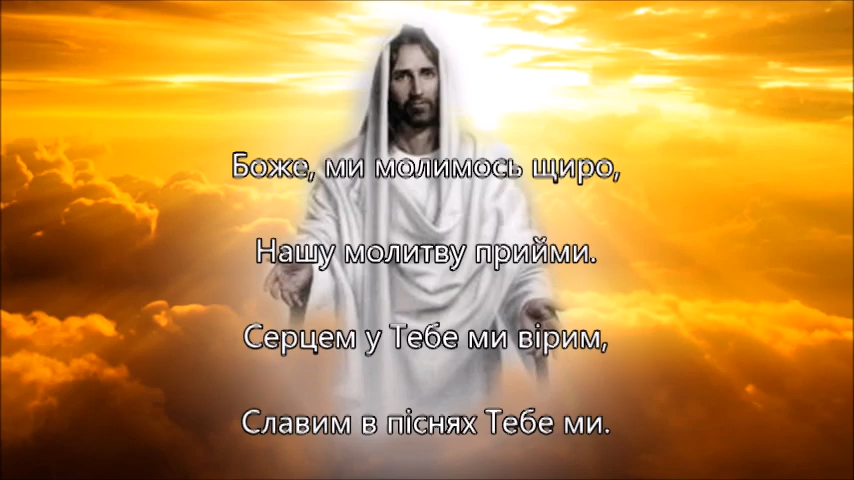 Боже, ми молимось щиро,
Нашу молитву прийми.
Серцем у Тебе ми вірим,
Славим в піснях Тебе ми.